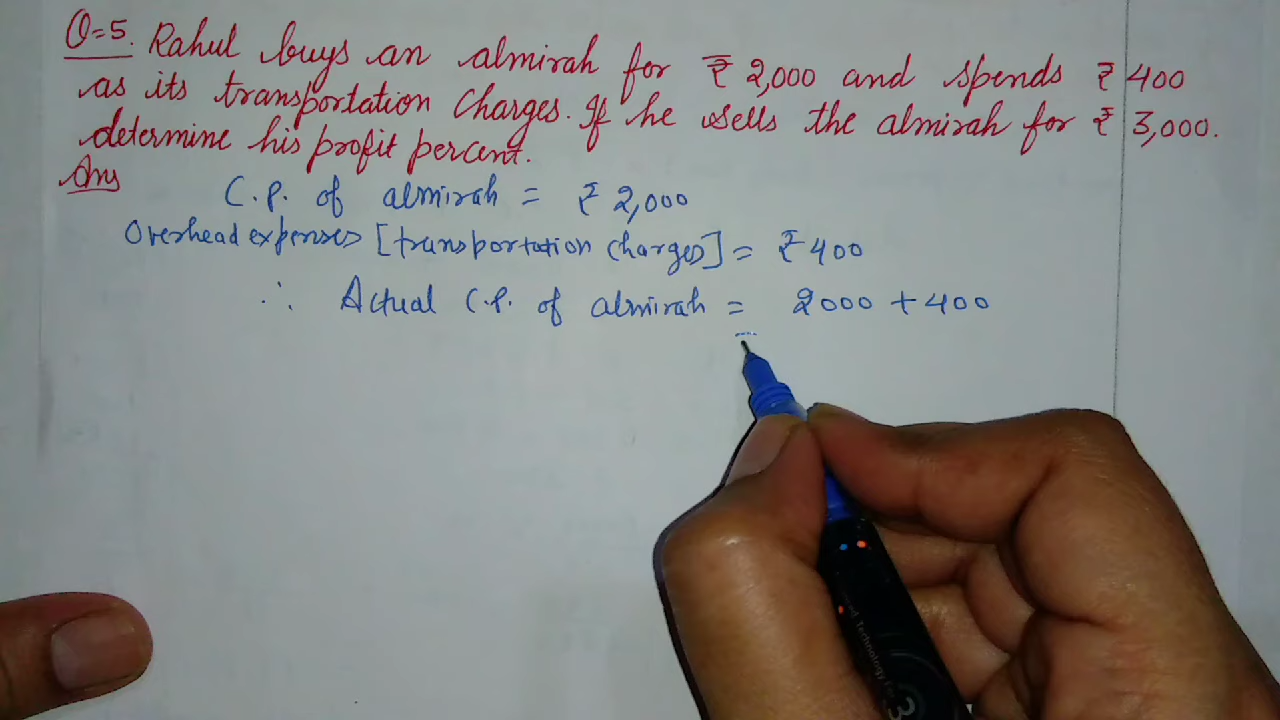 Q=5. Rahul buys an almirah for ₹ 2,000 and spends ₹ 400
as its transportation charges. If he sells the almirah for ₹ 3,000.
determine his profit percent.
Ans
C.P. of almirah = ₹ 2,000
Overhead expenses [transportation charges] = ₹ 400
∴ Actual C.P. of almirah = 2000 + 400